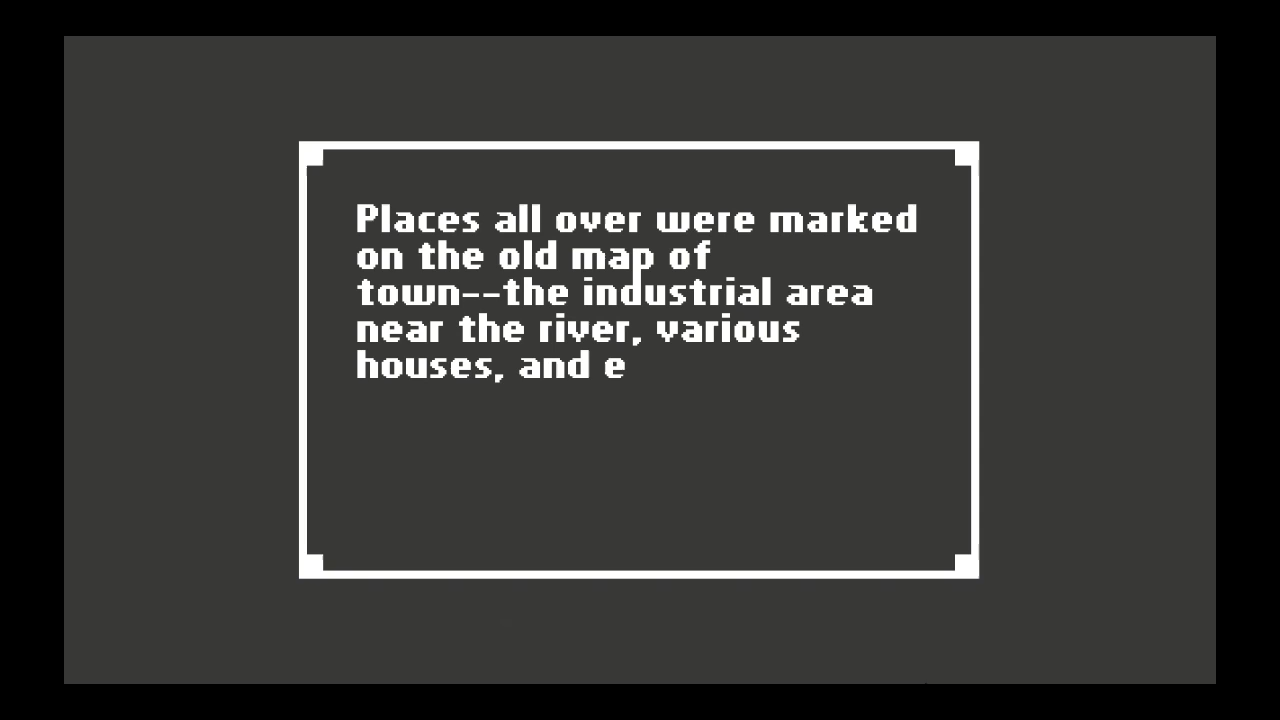 Places all over were marked
on the old map of
town--the industrial area
near the river, various
houses, and e